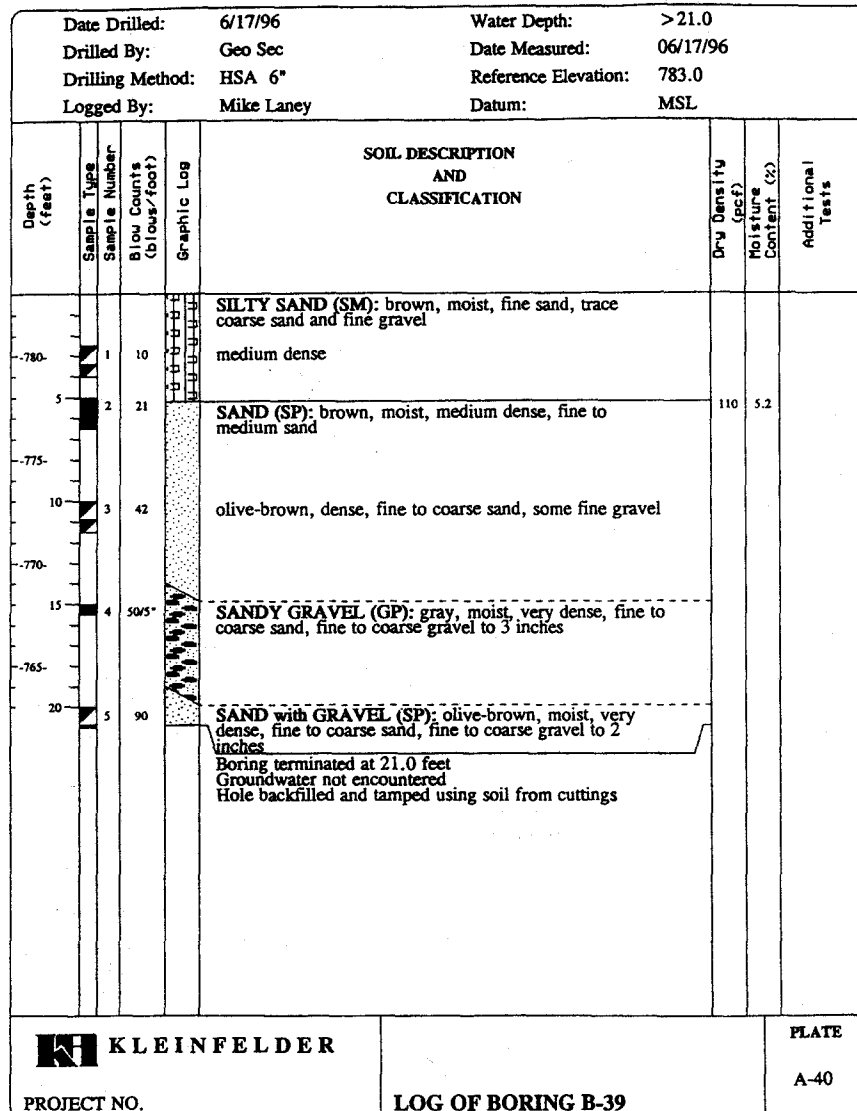 Date Drilled: 6/17/96 Water Depth: >21.0
Drilled By: Geo Sec Date Measured: 06/17/96
Drilling Method: HSA 6" Reference Elevation: 783.0
Logged By: Mike Laney Datum: MSL
Depth (feet)
Sample Type
Sample Number
Blow Counts (blows/foot)
Graphic Log
SOIL DESCRIPTION
AND
CLASSIFICATION
Dry Density (pcf)
Moisture Content (%)
Additional Tests
SILTY SAND (SM): brown, moist, fine sand, trace
coarse sand and fine gravel
-780- 1 10 medium dense
5 2 21 SAND (SP): brown, moist, medium dense, fine to 110 5.2
medium sand
-775-
10 3 42 olive-brown, dense, fine to coarse sand, some fine gravel
-770-
15 4 50/5" SANDY GRAVEL (GP): gray, moist, very dense, fine to
coarse sand, fine to coarse gravel to 3 inches
-765-
20 5 90 SAND with GRAVEL (SP): olive-brown, moist, very
dense, fine to coarse sand, fine to coarse gravel to 2
inches
Boring terminated at 21.0 feet
Groundwater not encountered
Hole backfilled and tamped using soil from cuttings
KLEINFELDER
PLATE
A-40
PROJECT NO.
LOG OF BORING B-39